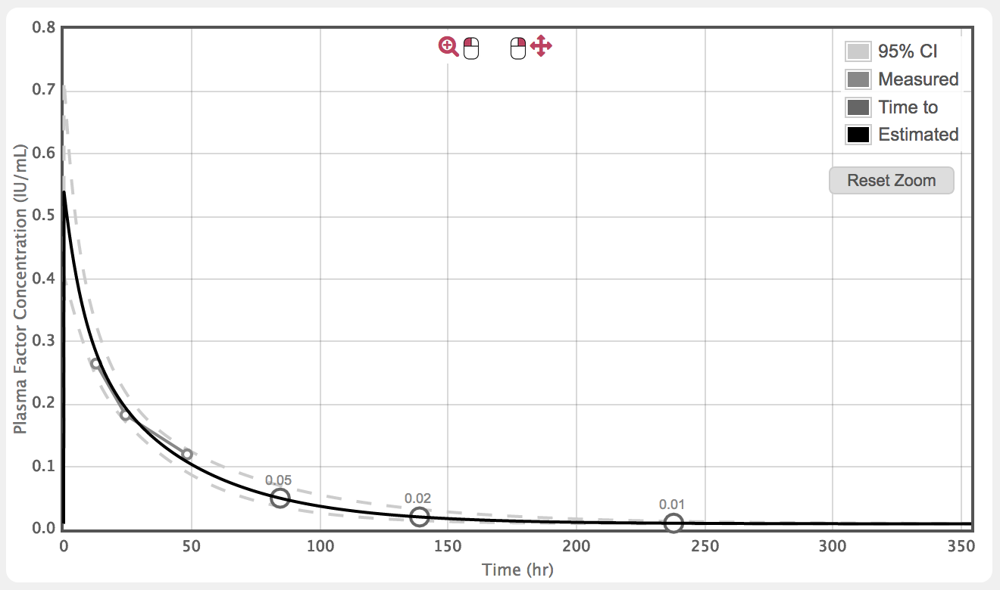 0.8
0.7
0.6
0.5
0.4
0.3
0.2
0.1
0.0
Plasma Factor Concentration (IU/mL)
95% CI
Measured
Time to
Estimated
Reset Zoom
0.05
0.02
0.01
0 50 100 150 200 250 300 350
Time (hr)